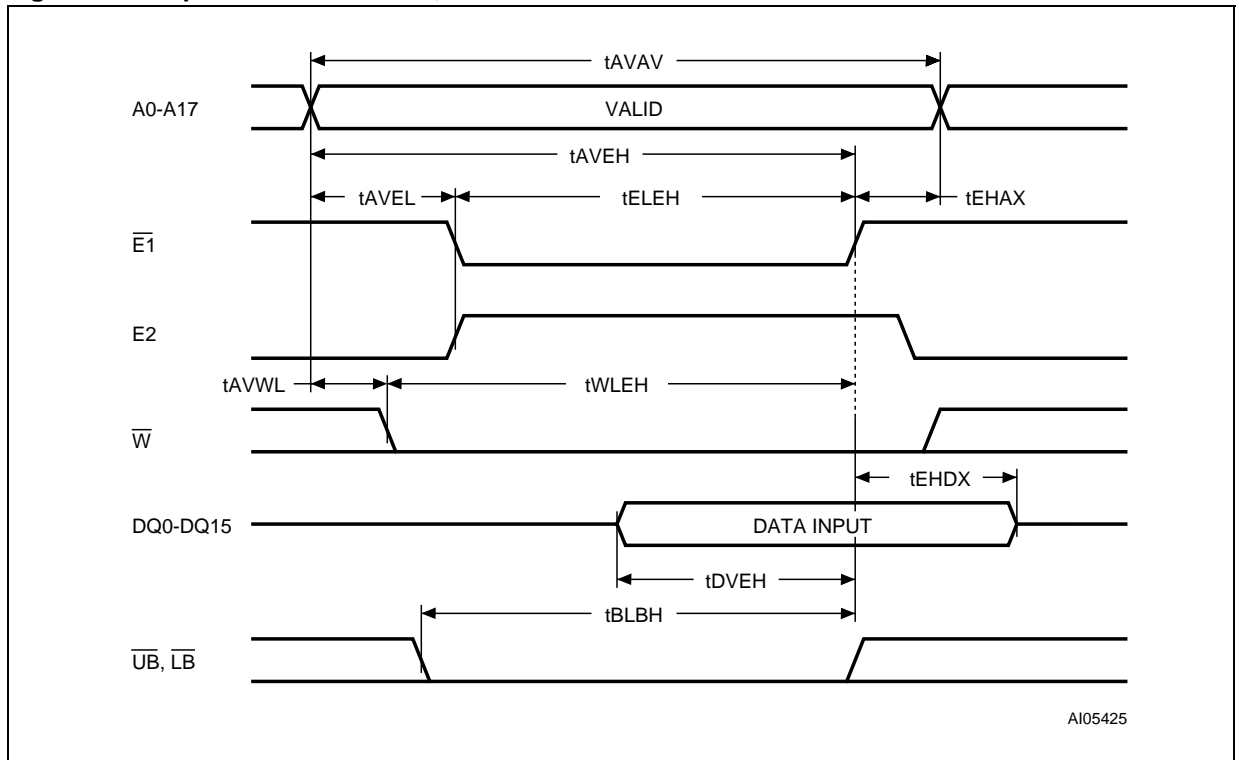 tAVAV
A0-A17 VALID
tAVEH
tAVEL tELEH tEHAX
E1
E2
tAVWL tWLEH
W
tEHDX
DQ0-DQ15 DATA INPUT
tDVEH
tBLBH
UB, LB
AI05425